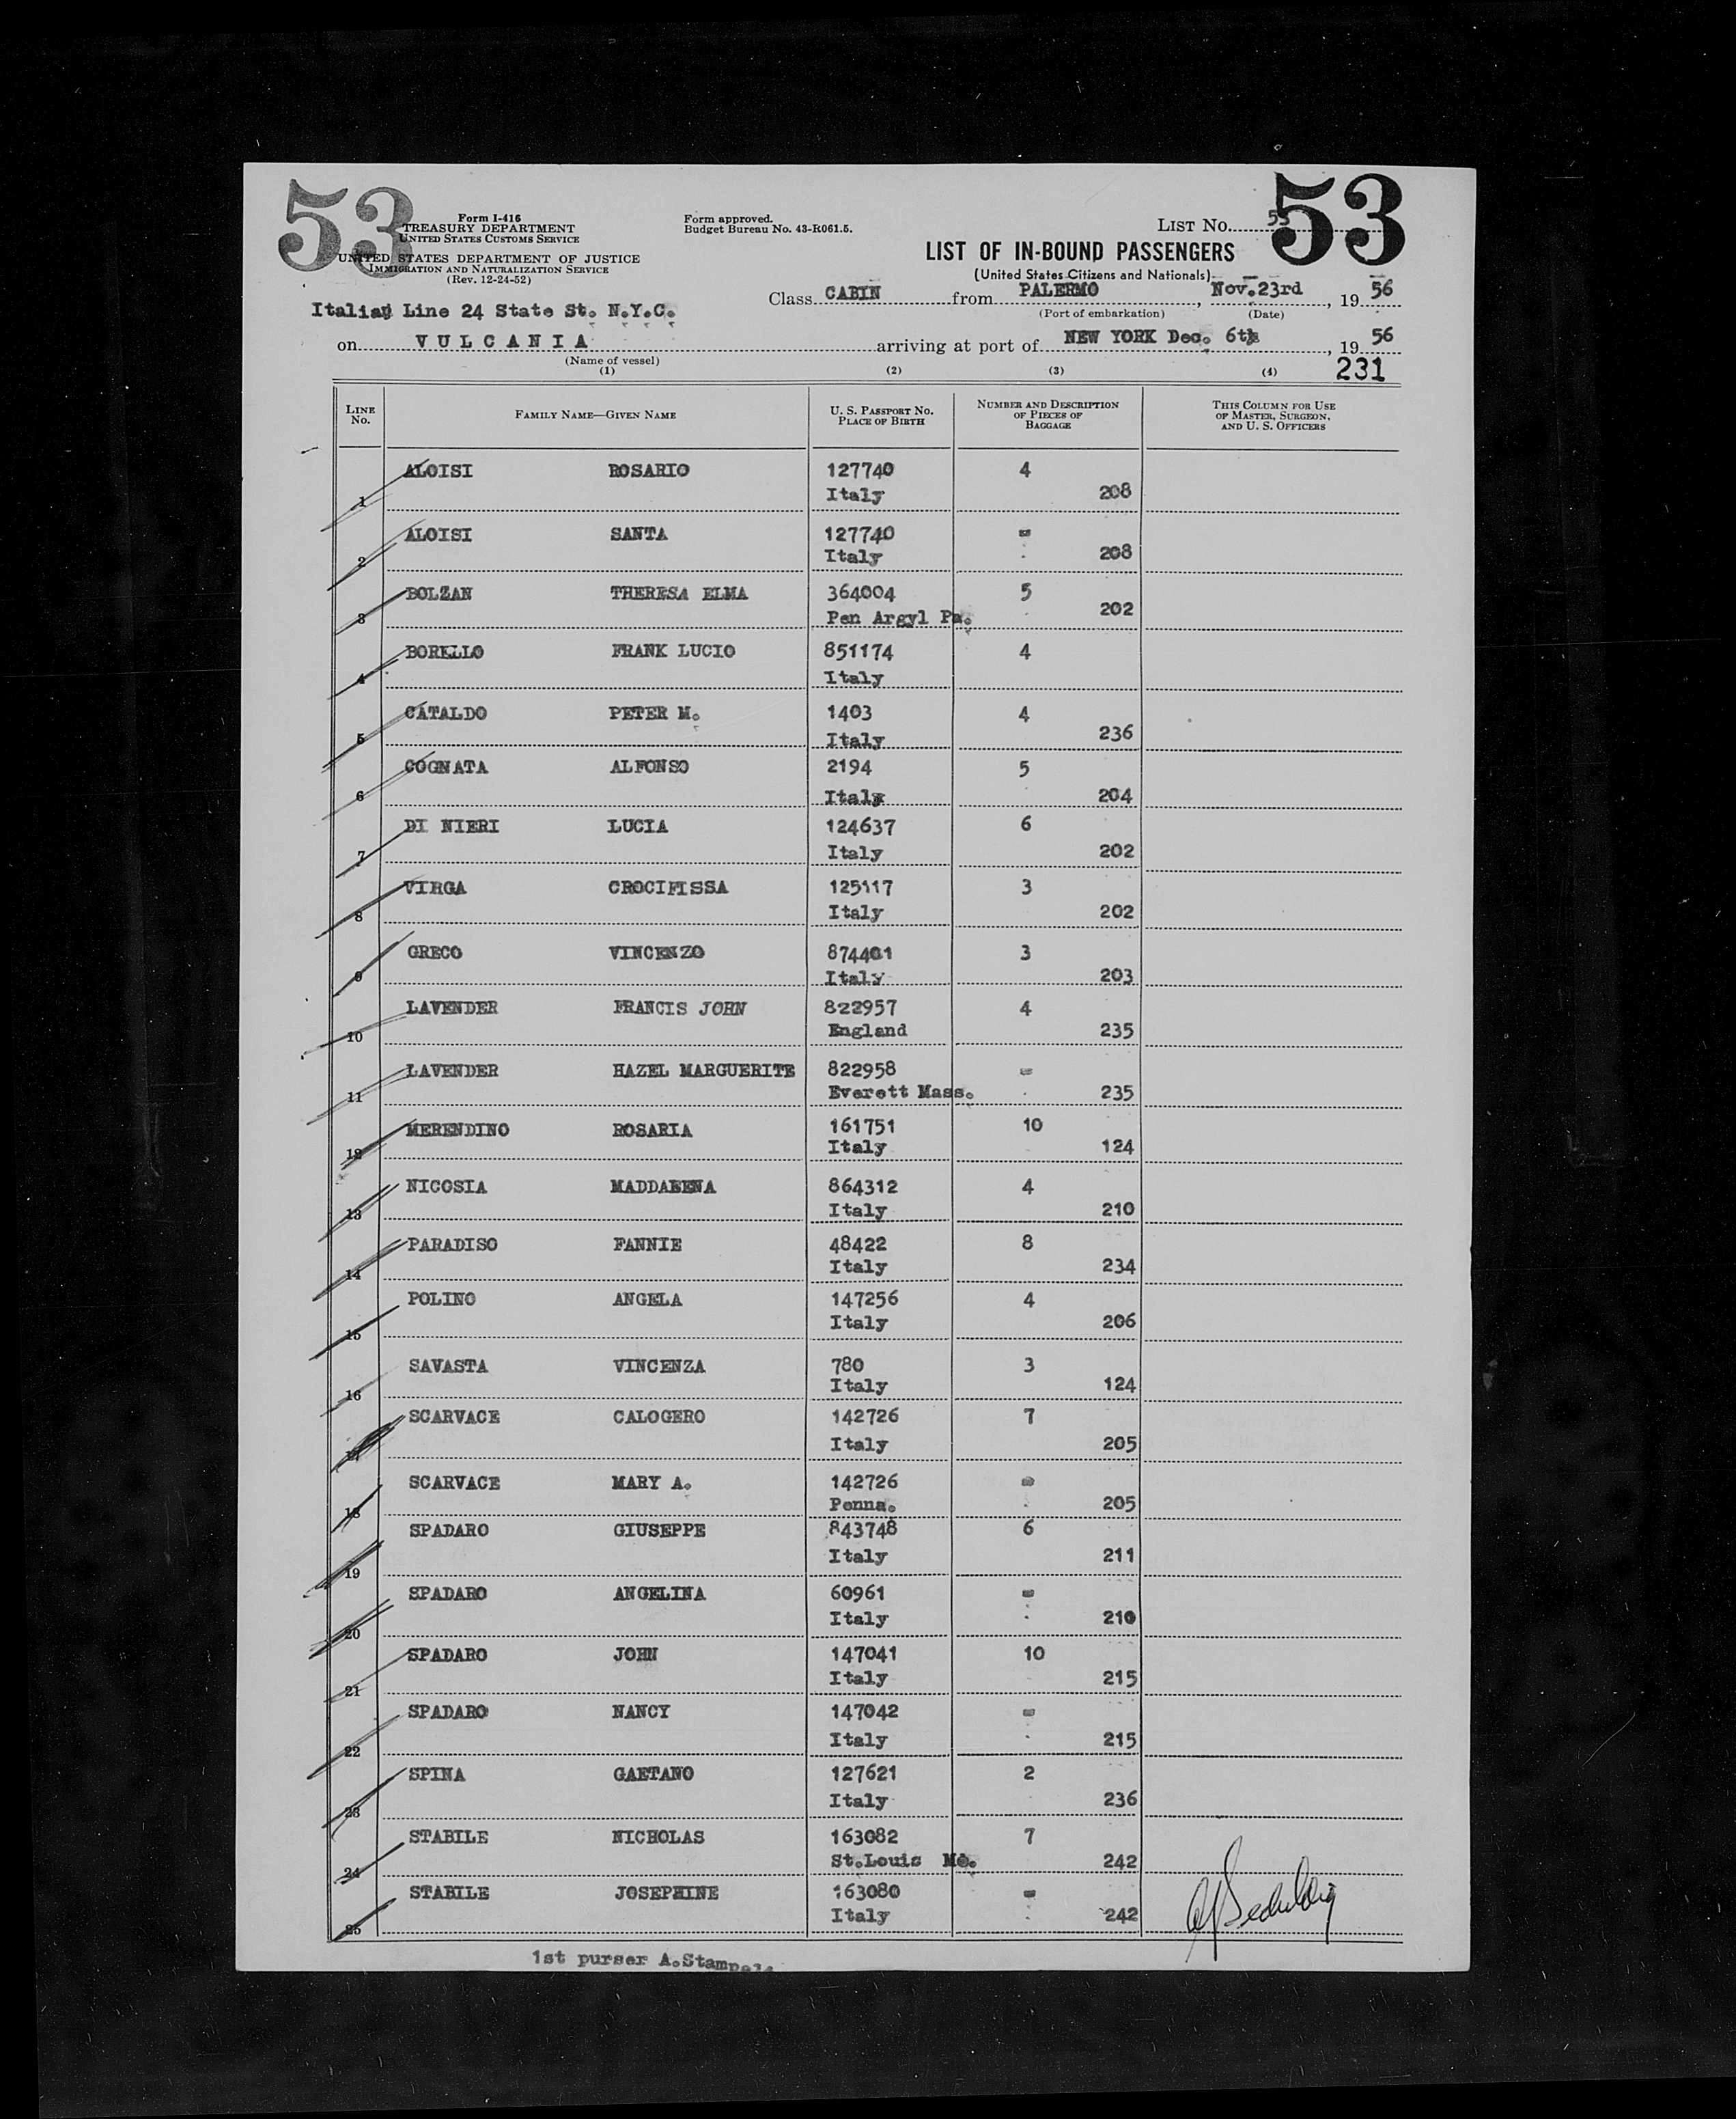 53
Form I-416
TREASURY DEPARTMENT
UNITED STATES CUSTOMS SERVICE
UNITED STATES DEPARTMENT OF JUSTICE
IMMIGRATION AND NATURALIZATION SERVICE
(Rev. 12-24-52)
Form approved.
Budget Bureau No. 43-R061.5.
LIST NO. 53
53
LIST OF IN-BOUND PASSENGERS
(United States Citizens and Nationals)
Italian Line 24 State St. N.Y.C.
Class CABIN from PALERMO, Nov.23rd, 19 56
(Port of embarkation) (Date)
on VULCANIA arriving at port of NEW YORK Dec. 6th, 19 56
(Name of vessel)
(1) (2) (3) (4) 231
LINE No. FAMILY NAME—GIVEN NAME U. S. PASSPORT NO. PLACE OF BIRTH NUMBER AND DESCRIPTION OF PIECES OF BAGGAGE THIS COLUMN FOR USE OF MASTER, SURGEON, AND U. S. OFFICERS
ALOISI ROSARIO 127740 4
1 Italy 208
ALOISI SANTA 127740 -
2 Italy 208
BOLZAN THERESA ELMA 364004 5
3 Pen Argyl Pa. 202
BORELLO FRANK LUCIO 851174 4
4 Italy
CATALDO PETER M. 1403 4
5 Italy 236
COGNATA ALFONSO 2194 5
6 Italy 204
DI NIERI LUCIA 124637 6
7 Italy 202
VIRGA CROCIFISSA 125117 3
8 Italy 202
GRECO VINCENZO 874401 3
9 Italy 203
LAVENDER FRANCIS JOHN 822957 4
10 England 235
LAVENDER HAZEL MARGUERITE 822958 -
11 Everett Mass. 235
MERENDINO ROSARIA 161751 10
12 Italy 124
NICOSIA MADDALENA 864312 4
13 Italy 210
PARADISO FANNIE 48422 8
14 Italy 234
POLINO ANGELA 147256 4
15 Italy 206
SAVASTA VINCENZA 780 3
16 Italy 124
SCARVACE CALOGERO 142726 7
17 Italy 205
SCARVACE MARY A. 142726 -
18 Penna. 205
SPADARO GIUSEPPE 843748 6
19 Italy 211
SPADARO ANGELINA 60961 -
20 Italy 210
SPADARO JOHN 147041 10
21 Italy 215
SPADARO NANCY 147042 -
22 Italy 215
SPINA GAETANO 127621 2
23 Italy 236
STABILE NICHOLAS 163082 7
24 St.Louis Mo. 242
STABILE JOSEPHINE 163080 -
25 Italy 242
1st purser A.